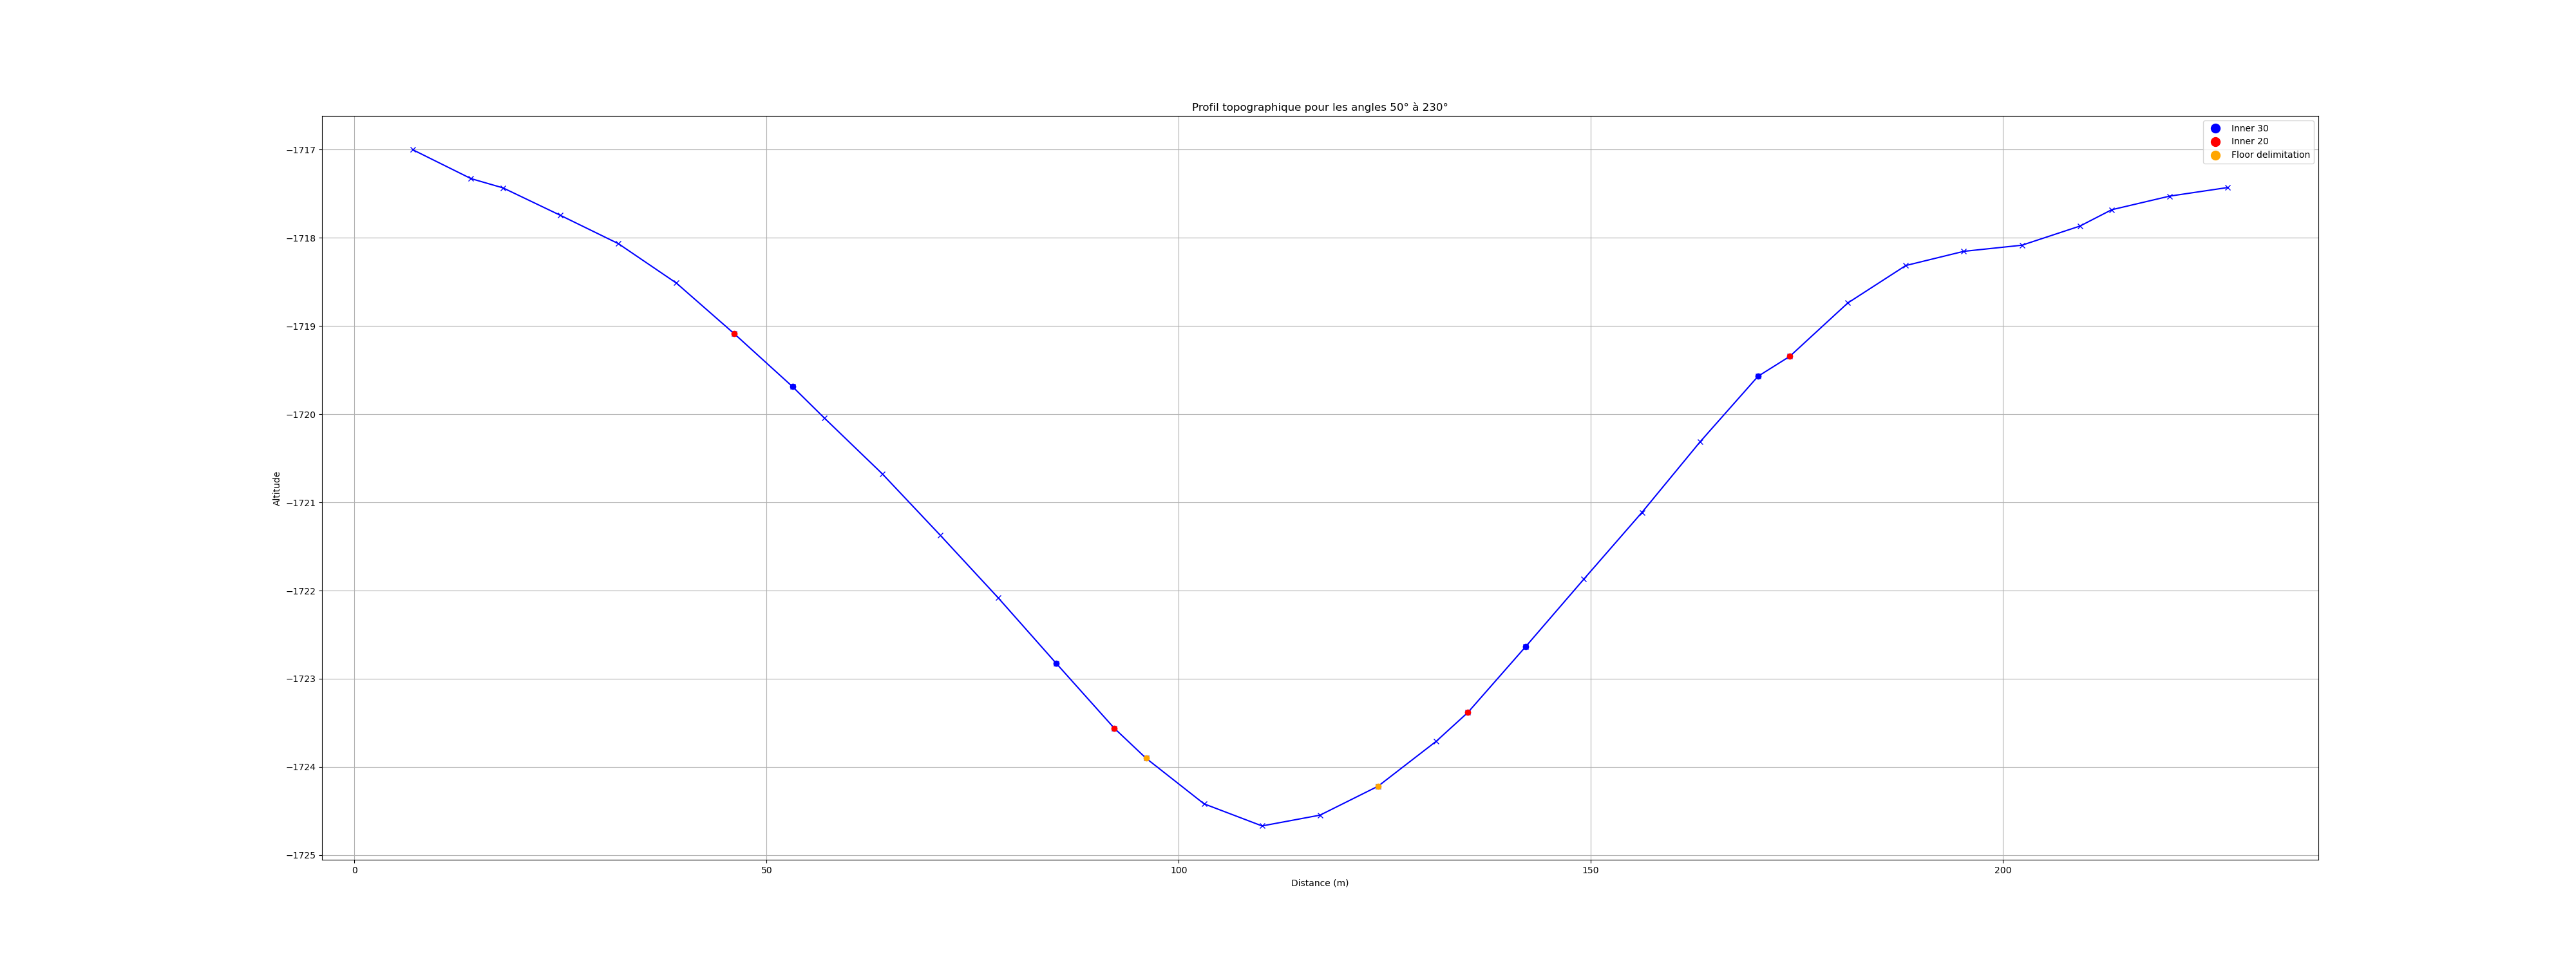 Profil topographique pour les angles 50° à 230°
Inner 30
Inner 20
Floor delimitation
−1717
−1718
−1719
−1720
−1721
−1722
−1723
−1724
−1725
Altitude
0 50 100 150 200
Distance (m)